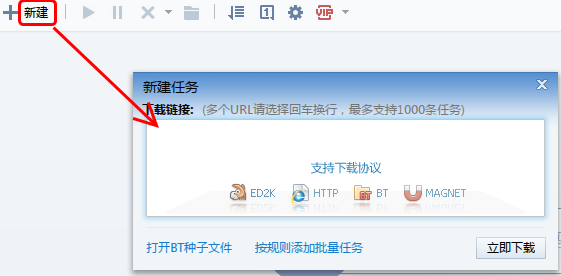 新建
VIP
新建任务
下载链接: (多个URL请选择回车换行，最多支持1000条任务)
支持下载协议
ED2K HTTP BT MAGNET
打开BT种子文件 按规则添加批量任务 立即下载